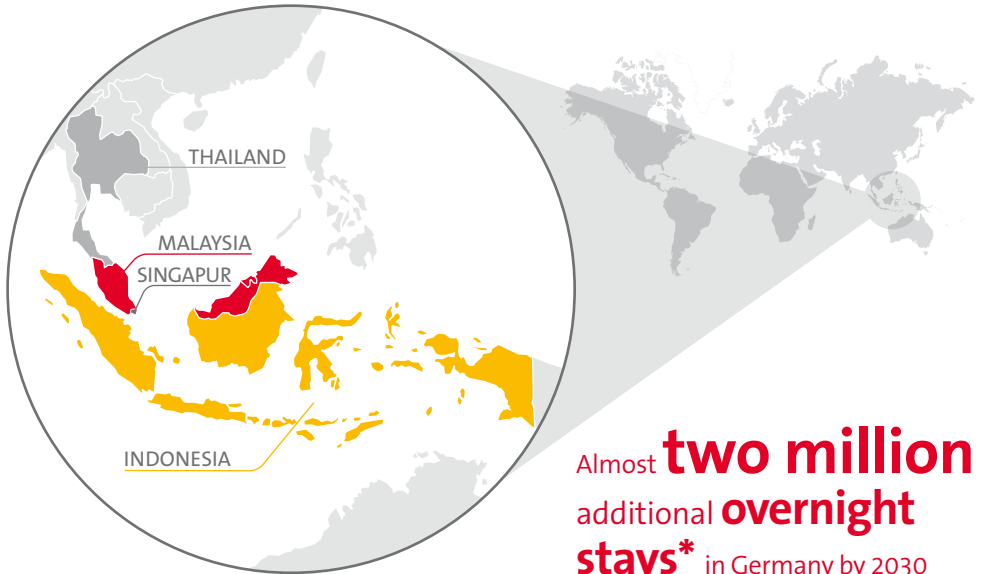 THAILAND
MALAYSIA
SINGAPUR
INDONESIA
Almost two million
additional overnight
stays* in Germany by 2030